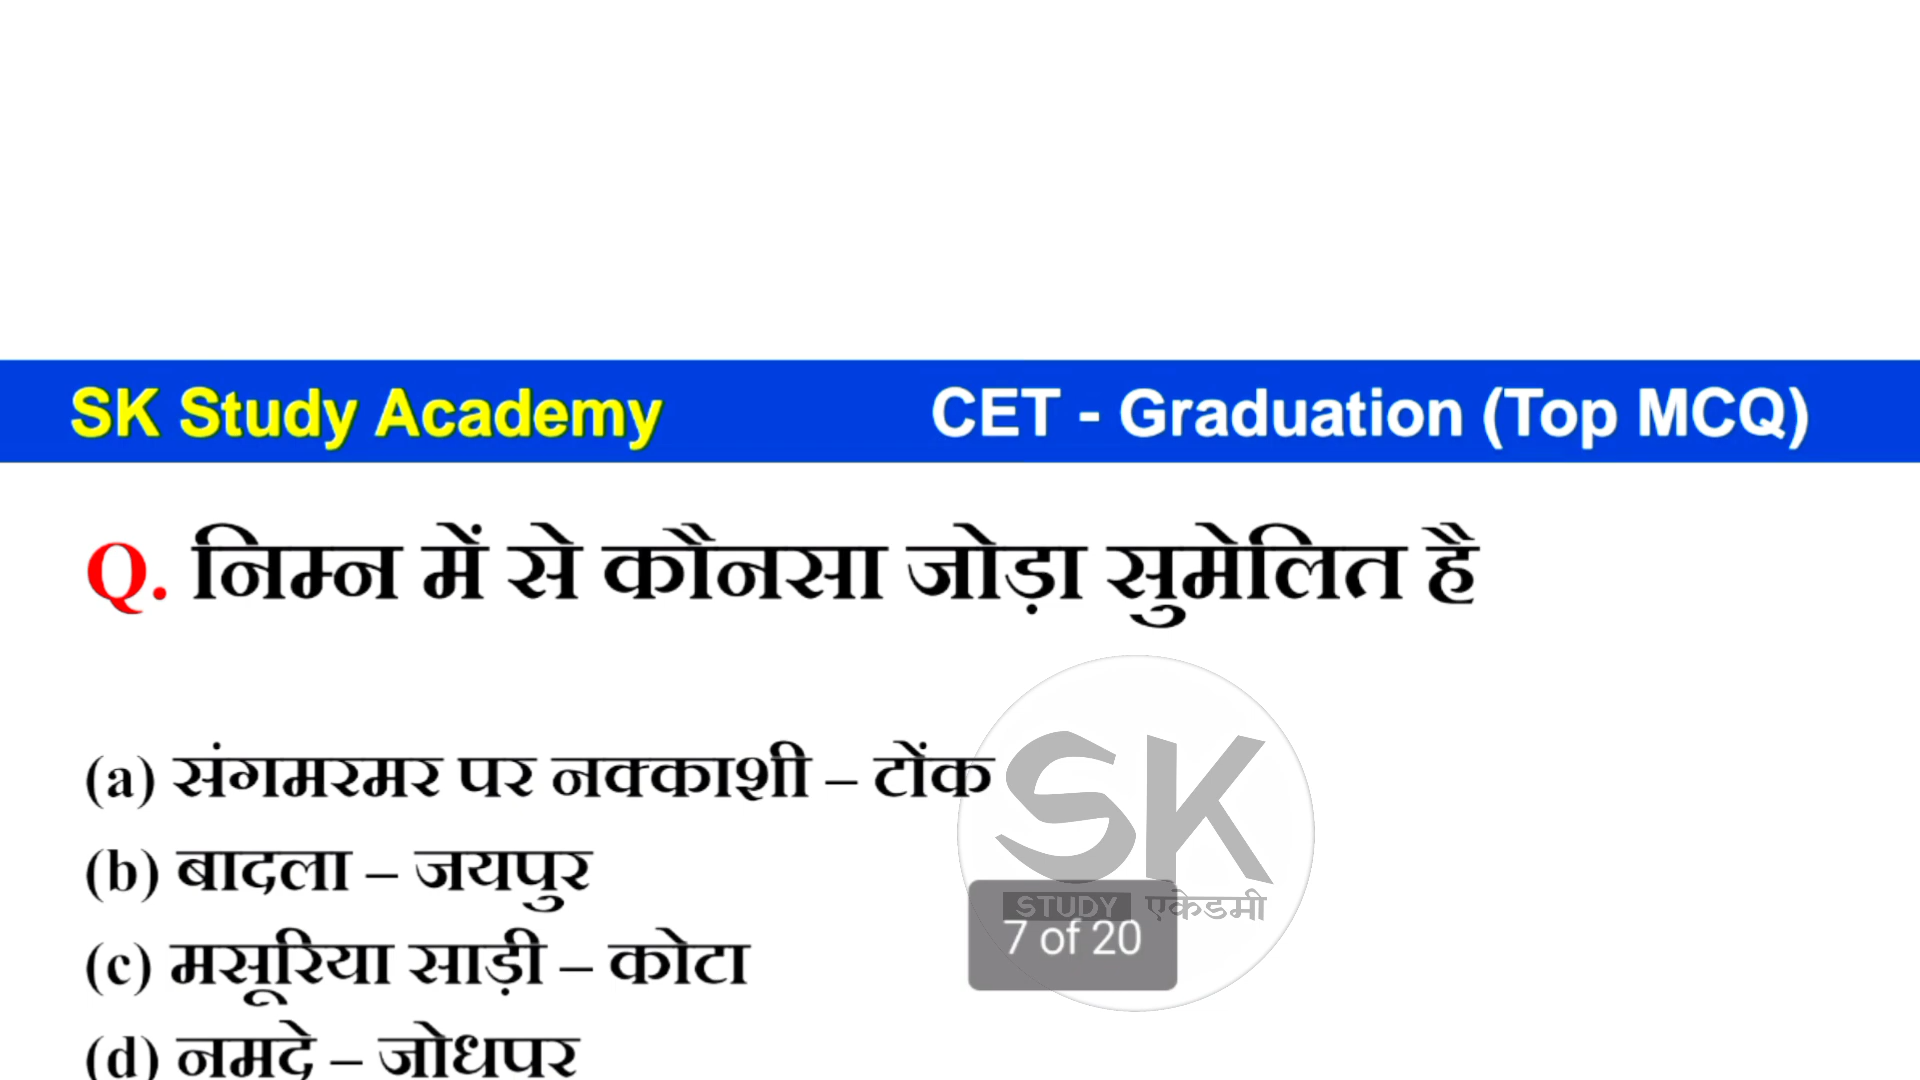 SK Study Academy CET - Graduation (Top MCQ)
Q. निम्न में से कौनसा जोड़ा सुमेलित है
(a) संगमरमर पर नक्काशी – टोंक
(b) बादला – जयपुर
(c) मसूरिया साड़ी – कोटा
(d) नमदे – जोधपुर
SK
STUDY एकेडमी
7 of 20